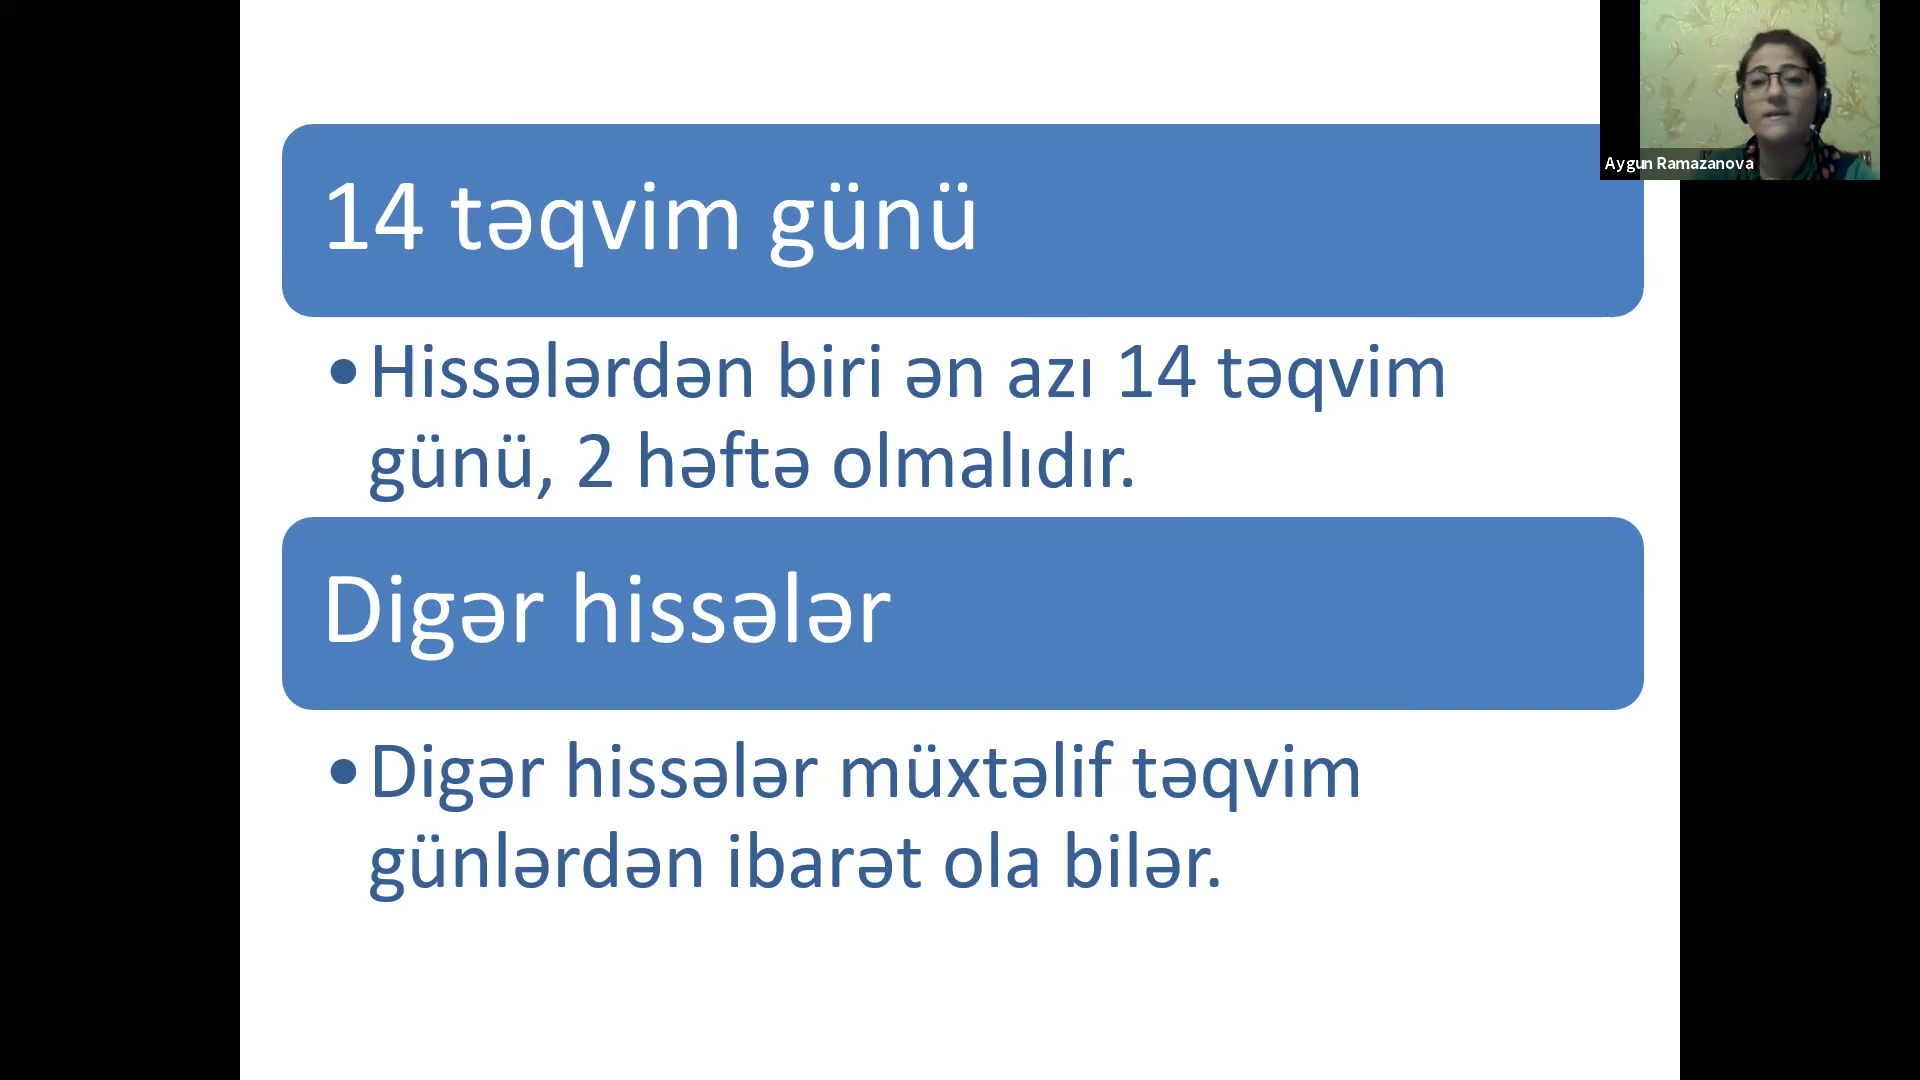 14 təqvim günü
•Hissələrdən biri ən azı 14 təqvim
günü, 2 həftə olmalıdır.
Digər hissələr
•Digər hissələr müxtəlif təqvim
günlərdən ibarət ola bilər.
Aygun Ramazanova